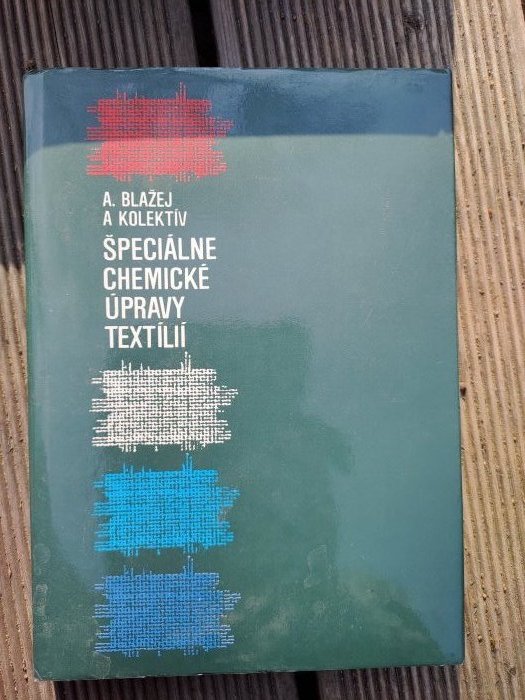 A. BLAŽEJ
A KOLEKTÍV
ŠPECIÁLNE
CHEMICKÉ
ÚPRAVY
TEXTÍLIÍ